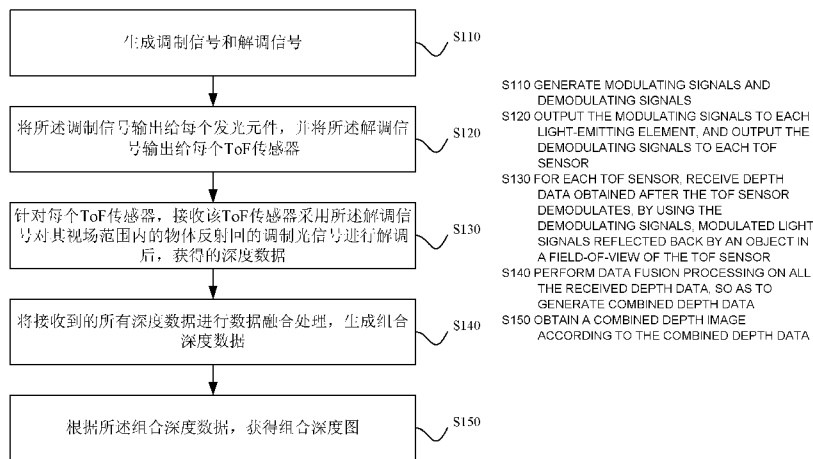 生成调制信号和解调信号
S110
将所述调制信号输出给每个发光元件，并将所述解调信
号输出给每个ToF传感器
S120
针对每个ToF传感器，接收该ToF传感器采用所述解调信
号对其视场范围内的物体反射回的调制光信号进行解调
后，获得的深度数据
S130
将接收到的所有深度数据进行数据融合处理，生成组合
深度数据
S140
根据所述组合深度数据，获得组合深度图
S150
S110 GENERATE MODULATING SIGNALS AND
DEMODULATING SIGNALS
S120 OUTPUT THE MODULATING SIGNALS TO EACH
LIGHT-EMITTING ELEMENT, AND OUTPUT THE
DEMODULATING SIGNALS TO EACH TOF
SENSOR
S130 FOR EACH TOF SENSOR, RECEIVE DEPTH
DATA OBTAINED AFTER THE TOF SENSOR
DEMODULATES, BY USING THE
DEMODULATING SIGNALS, MODULATED LIGHT
SIGNALS REFLECTED BACK BY AN OBJECT IN
A FIELD-OF-VIEW OF THE TOF SENSOR
S140 PERFORM DATA FUSION PROCESSING ON ALL
THE RECEIVED DEPTH DATA, SO AS TO
GENERATE COMBINED DEPTH DATA
S150 OBTAIN A COMBINED DEPTH IMAGE
ACCORDING TO THE COMBINED DEPTH DATA